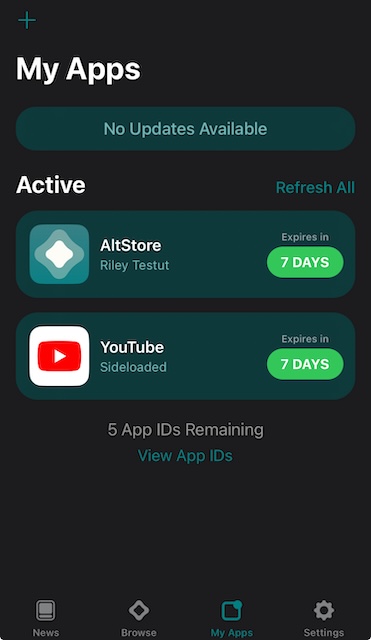 My Apps
No Updates Available
Active
Refresh All
AltStore
Riley Testut
Expires in
7 DAYS
YouTube
Sideloaded
Expires in
7 DAYS
5 App IDs Remaining
View App IDs
News
Browse
My Apps
Settings